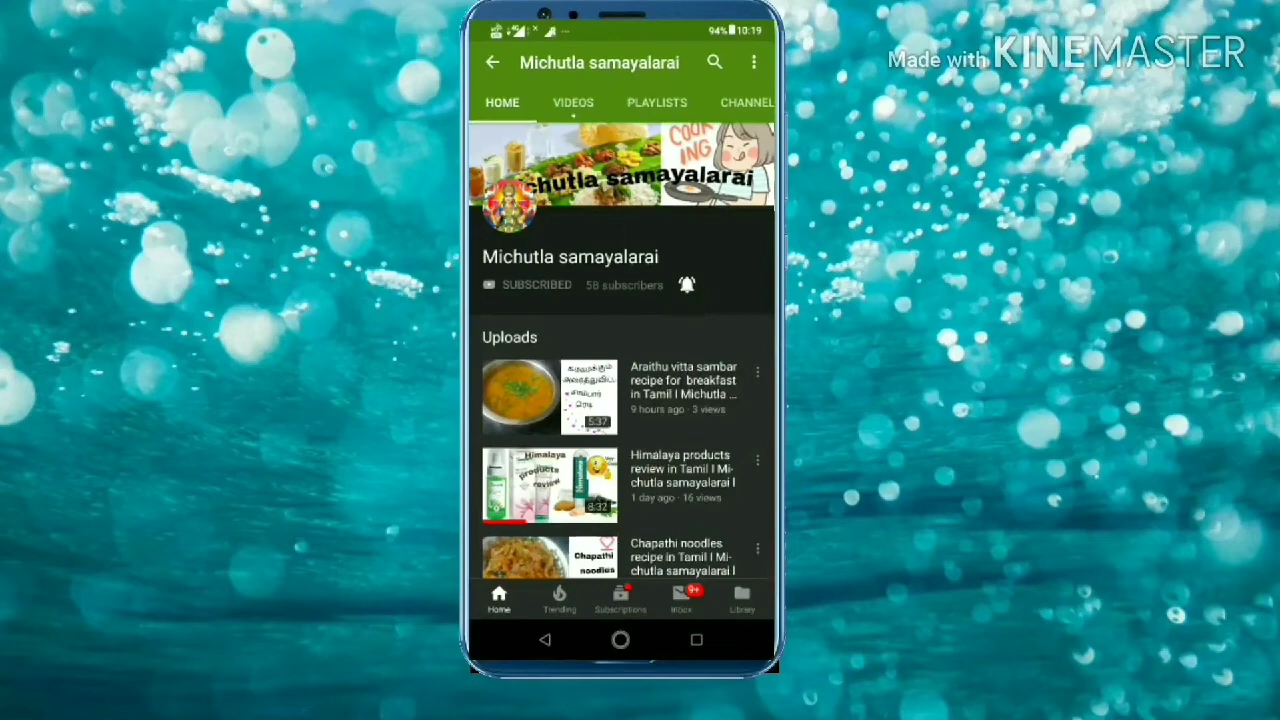 Made with KINEMASTER
94% 10:19
Michutla samayalarai
HOME VIDEOS PLAYLISTS CHANNEL
COOK
ING
chutla samayalarai
Michutla samayalarai
SUBSCRIBED 58 subscribers
Uploads
அரைத்துவிட்ட
சாம்பார்
ரெடி
5:37
Araithu vitta sambar
recipe for breakfast
in Tamil I Michutla ...
9 hours ago · 3 views
Himalaya
products
review
Himalaya
8:32
Himalaya products
review in Tamil I Mi-
chutla samayalarai I
1 day ago · 16 views
Chapathi
noodles
Chapathi noodles
recipe in Tamil I Mi-
chutla samayalarai I
9+
Home Trending Subscriptions Inbox Library